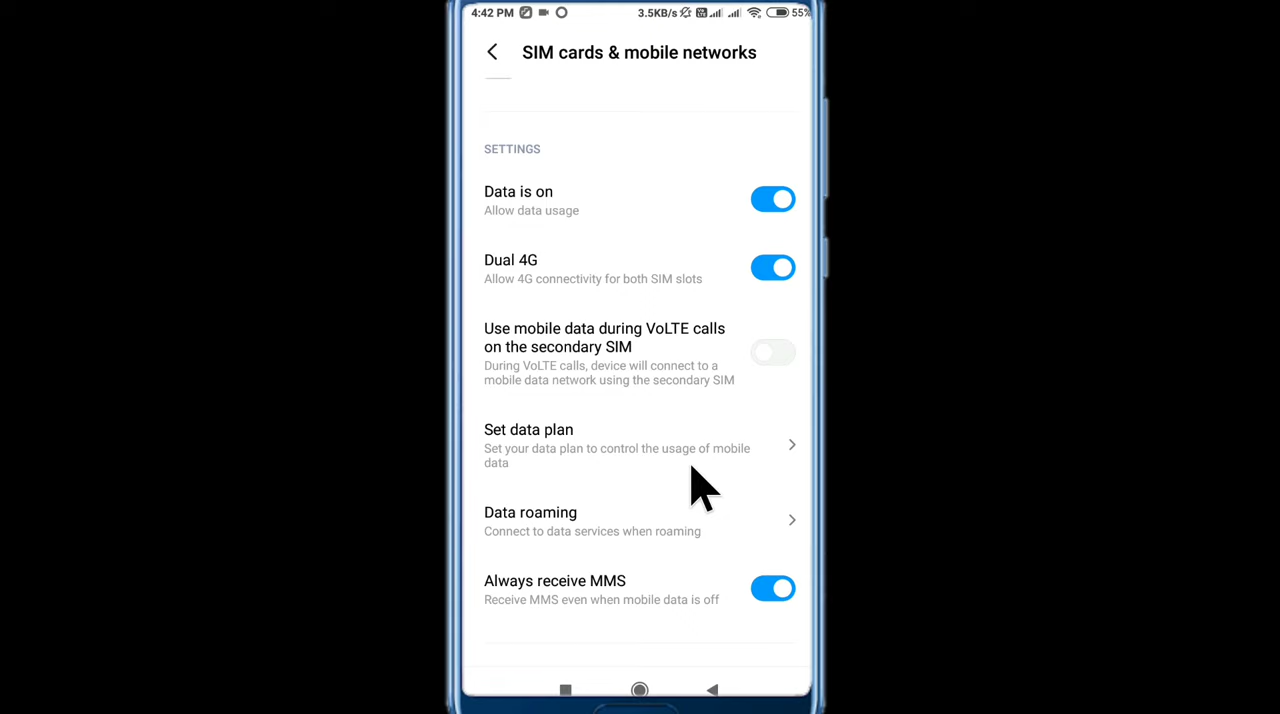 4:42 PM 3.5KB/s 55%
SIM cards & mobile networks
SETTINGS
Data is on
Allow data usage
Dual 4G
Allow 4G connectivity for both SIM slots
Use mobile data during VoLTE calls
on the secondary SIM
During VoLTE calls, device will connect to a
mobile data network using the secondary SIM
Set data plan
Set your data plan to control the usage of mobile
data
Data roaming
Connect to data services when roaming
Always receive MMS
Receive MMS even when mobile data is off